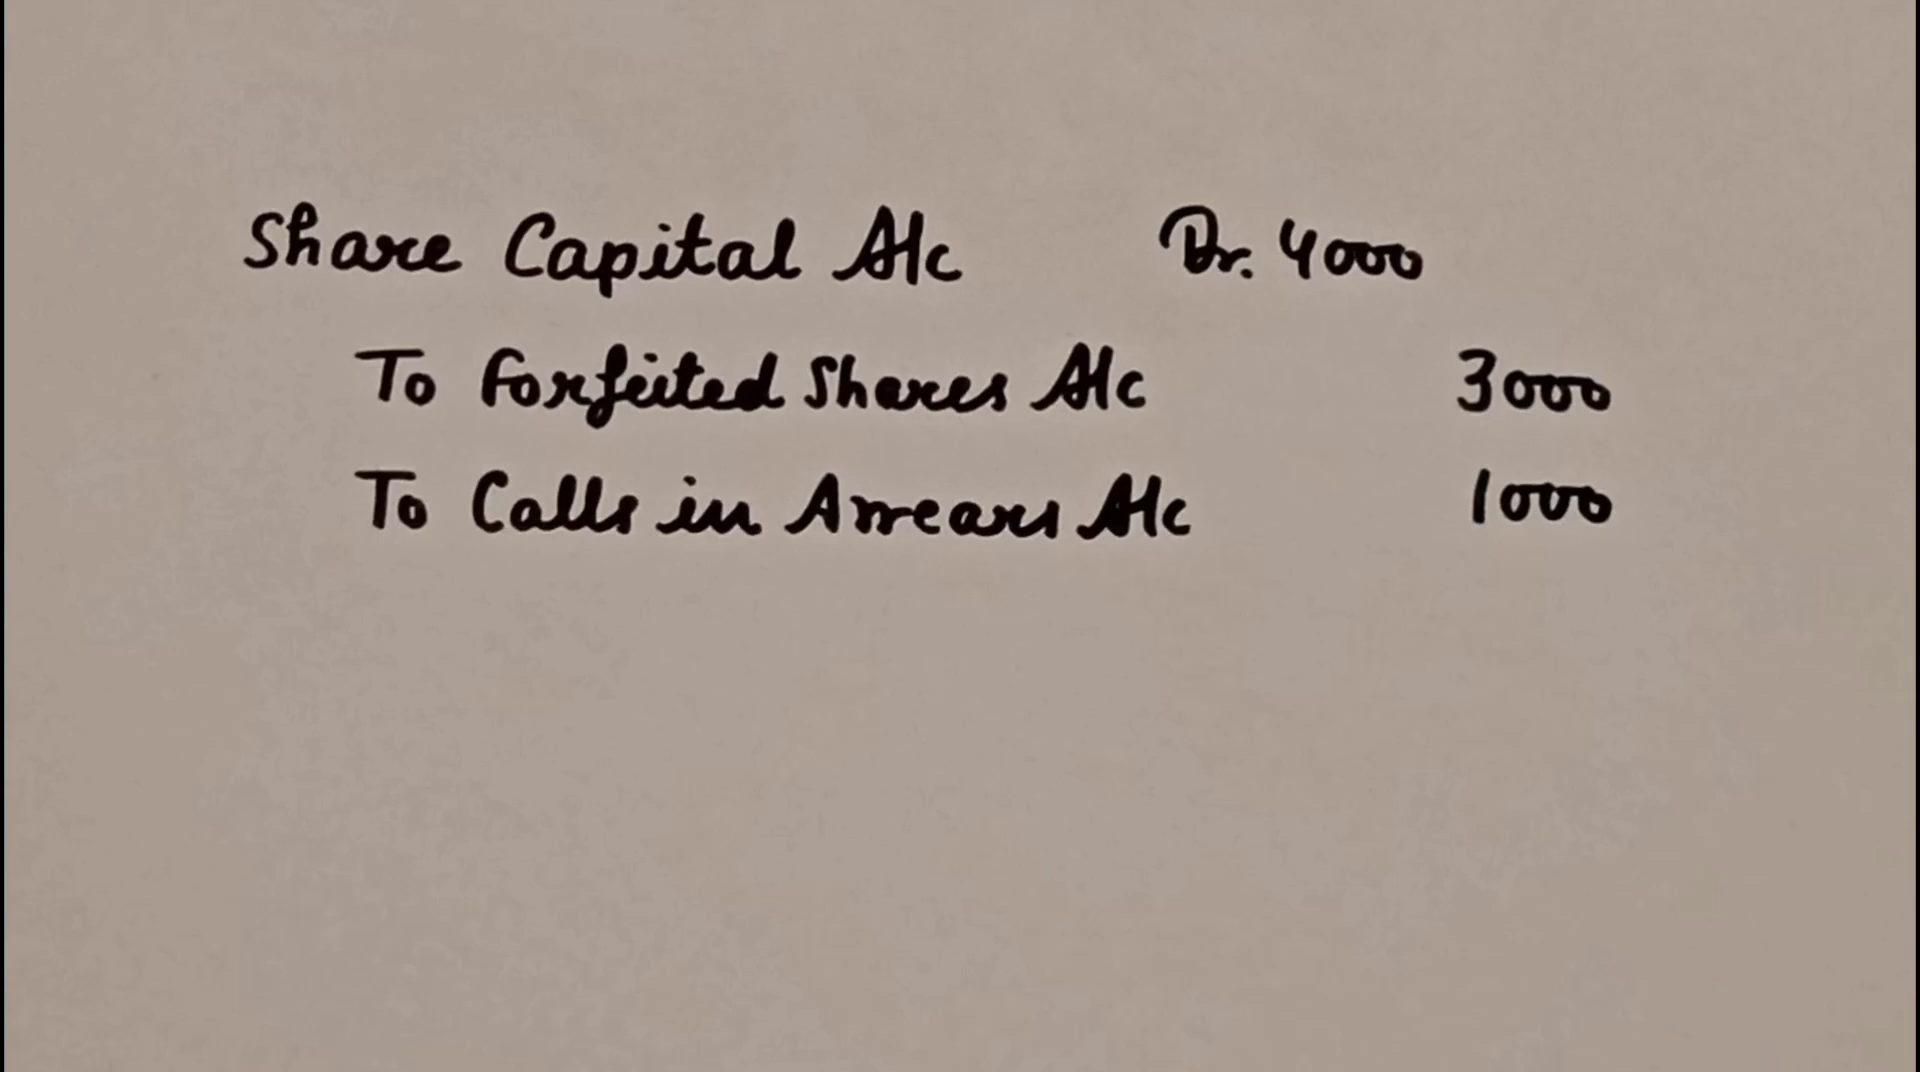 Share Capital A/c Dr. 4000
To Forfeited Shares A/c 3000
To Calls in Arrears A/c 1000